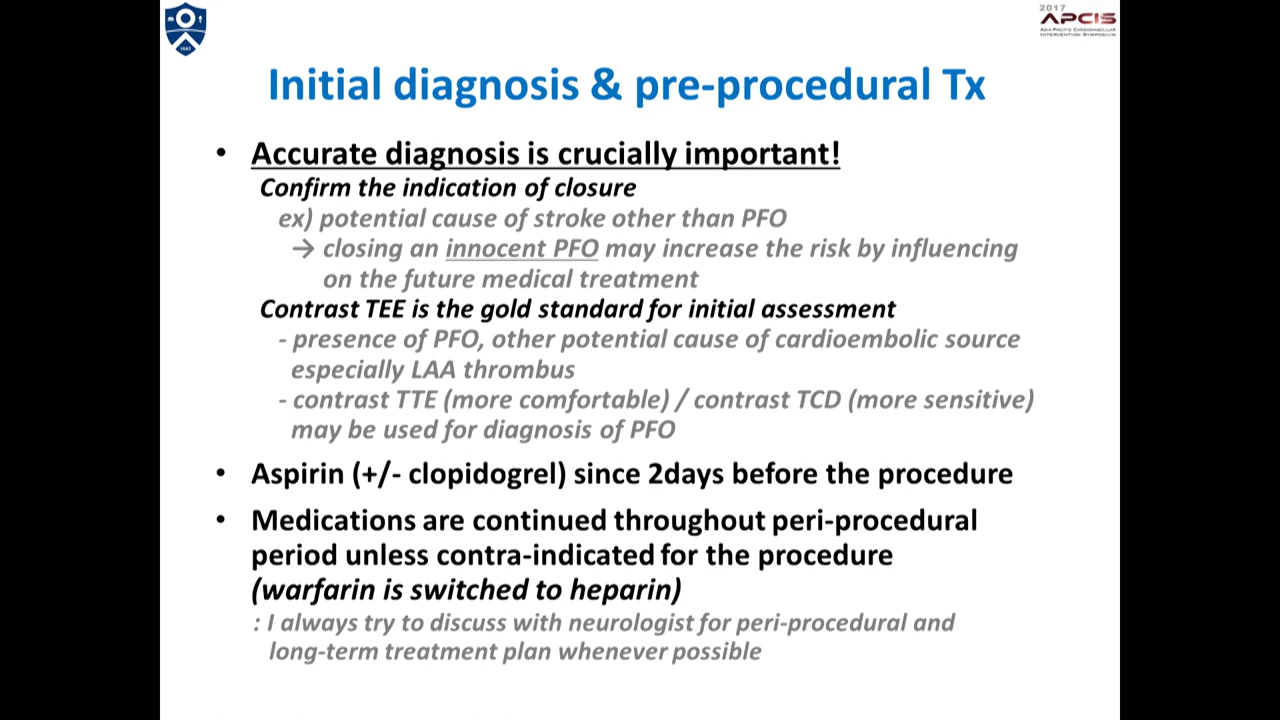 2017
APCIS
ASIA-PACIFIC CARDIOVASCULAR
INTERVENTION SYMPOSIUM
Initial diagnosis & pre-procedural Tx
• Accurate diagnosis is crucially important!
Confirm the indication of closure
ex) potential cause of stroke other than PFO
→ closing an innocent PFO may increase the risk by influencing
on the future medical treatment
Contrast TEE is the gold standard for initial assessment
- presence of PFO, other potential cause of cardioembolic source
especially LAA thrombus
- contrast TTE (more comfortable) / contrast TCD (more sensitive)
may be used for diagnosis of PFO
• Aspirin (+/- clopidogrel) since 2days before the procedure
• Medications are continued throughout peri-procedural
period unless contra-indicated for the procedure
(warfarin is switched to heparin)
: I always try to discuss with neurologist for peri-procedural and
long-term treatment plan whenever possible